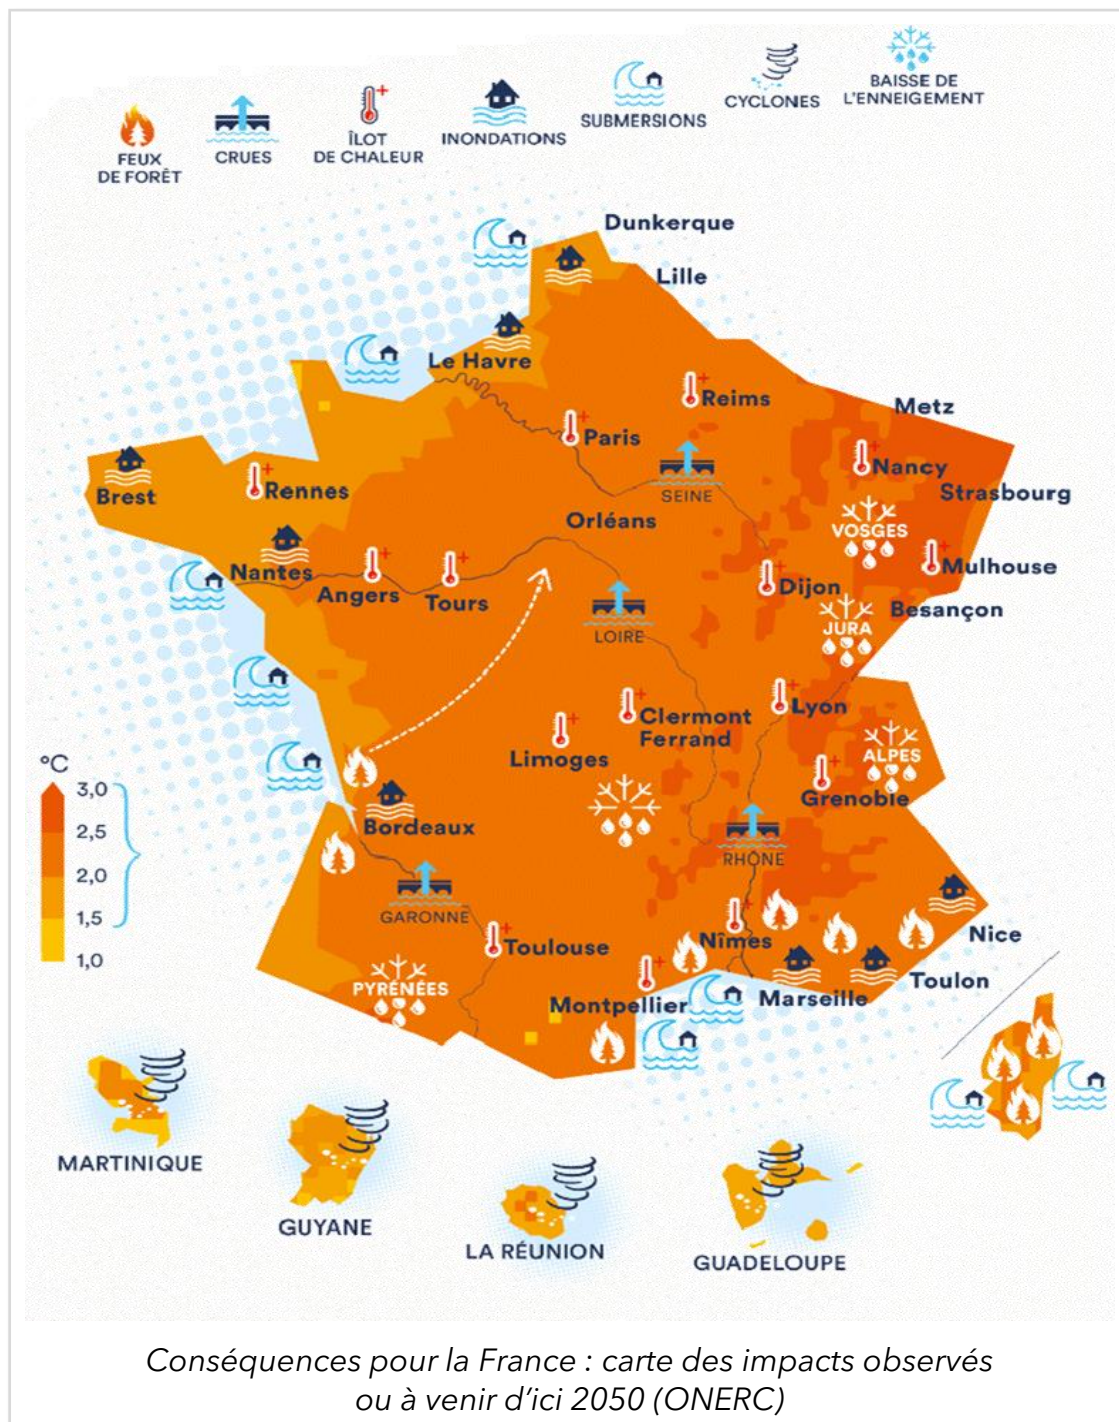 FEUX
DE FORÊT
CRUES
ÎLOT
DE CHALEUR
INONDATIONS
SUBMERSIONS
CYCLONES
BAISSE DE
L'ENNEIGEMENT
Dunkerque
Lille
Le Havre
Reims
Metz
Paris
Nancy
Brest
Rennes
SEINE
Strasbourg
Orléans
VOSGES
Nantes
Mulhouse
Angers
Tours
Dijon
Besançon
LOIRE
JURA
Lyon
Clermont
Ferrand
Limoges
ALPES
Grenoble
°C
3,0
2,5
2,0
1,5
1,0
Bordeaux
RHÔNE
GARONNE
Nîmes
Nice
Toulouse
Toulon
PYRÉNÉES
Montpellier
Marseille
MARTINIQUE
GUYANE
LA RÉUNION
GUADELOUPE
Conséquences pour la France : carte des impacts observés
ou à venir d'ici 2050 (ONERC)